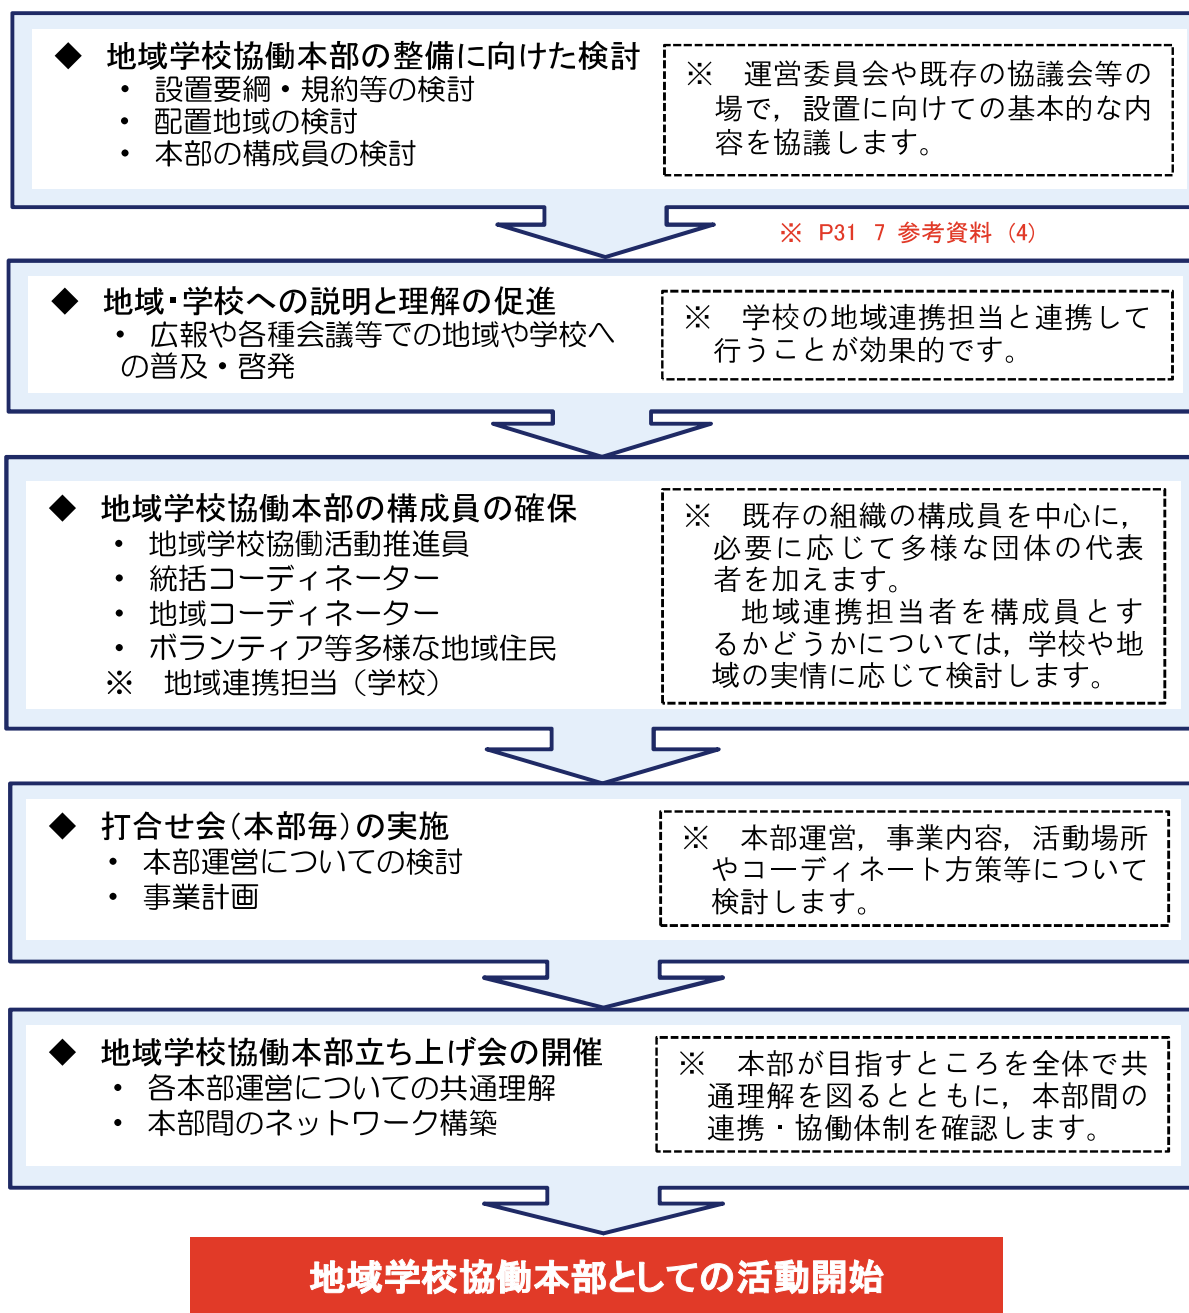 ◆ 地域学校協働本部の整備に向けた検討
・ 設置要綱・規約等の検討
・ 配置地域の検討
・ 本部の構成員の検討
※ 運営委員会や既存の協議会等の
場で，設置に向けての基本的な内
容を協議します。
※ P31 7 参考資料 (4)
◆ 地域・学校への説明と理解の促進
・ 広報や各種会議等での地域や学校へ
の普及・啓発
※ 学校の地域連携担当と連携して
行うことが効果的です。
◆ 地域学校協働本部の構成員の確保
・ 地域学校協働活動推進員
・ 統括コーディネーター
・ 地域コーディネーター
・ ボランティア等多様な地域住民
※ 地域連携担当（学校）
※ 既存の組織の構成員を中心に，
必要に応じて多様な団体の代表
者を加えます。
地域連携担当者を構成員とす
るかどうかについては，学校や地
域の実情に応じて検討します。
◆ 打合せ会（本部毎）の実施
・ 本部運営についての検討
・ 事業計画
※ 本部運営，事業内容，活動場所
やコーディネート方策等について
検討します。
◆ 地域学校協働本部立ち上げ会の開催
・ 各本部運営についての共通理解
・ 本部間のネットワーク構築
※ 本部が目指すところを全体で共
通理解を図るとともに，本部間の
連携・協働体制を確認します。
地域学校協働本部としての活動開始